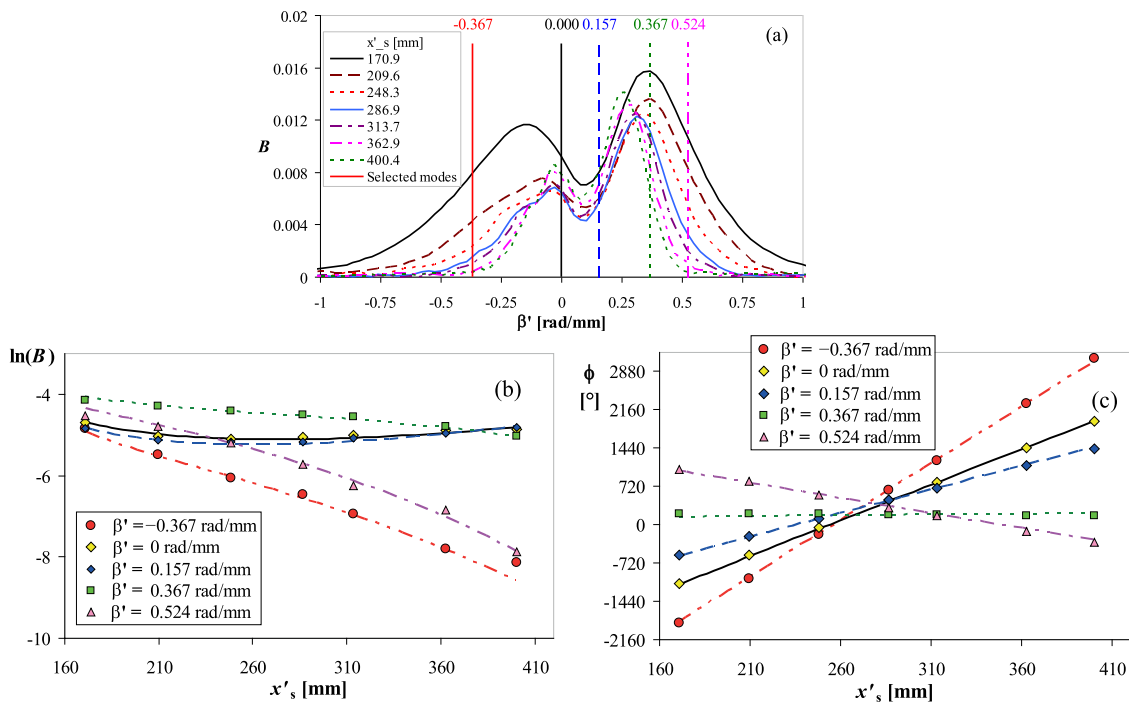 -0.367 0.000 0.157 0.367 0.524
(a)
0.02
0.016
0.012
0.008
0.004
0
B
x'_s [mm]
170.9
209.6
248.3
286.9
313.7
362.9
400.4
Selected modes
-1 -0.75 -0.5 -0.25 0 0.25 0.5 0.75 1
β' [rad/mm]
ln(B)
(b)
-4
-6
-8
-10
β' = −0.367 rad/mm
β' = 0 rad/mm
β' = 0.157 rad/mm
β' = 0.367 rad/mm
β' = 0.524 rad/mm
160 210 260 310 360 410
x's [mm]
β' = −0.367 rad/mm
β' = 0 rad/mm
β' = 0.157 rad/mm
β' = 0.367 rad/mm
β' = 0.524 rad/mm
ϕ
[°]
(c)
2880
2160
1440
720
0
-720
-1440
-2160
160 210 260 310 360 410
x's [mm]